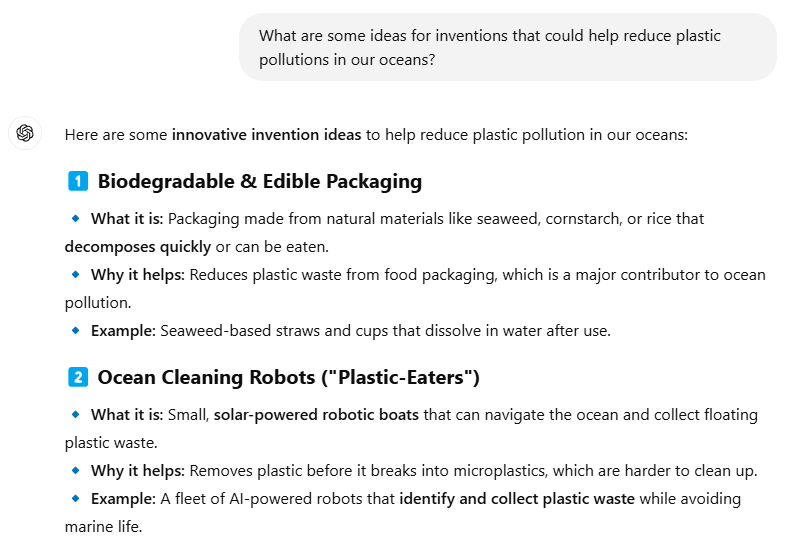 What are some ideas for inventions that could help reduce plastic
pollutions in our oceans?
Here are some innovative invention ideas to help reduce plastic pollution in our oceans:
1 Biodegradable & Edible Packaging
🔹 What it is: Packaging made from natural materials like seaweed, cornstarch, or rice that
decomposes quickly or can be eaten.
🔹 Why it helps: Reduces plastic waste from food packaging, which is a major contributor to ocean
pollution.
🔹 Example: Seaweed-based straws and cups that dissolve in water after use.
2 Ocean Cleaning Robots ("Plastic-Eaters")
🔹 What it is: Small, solar-powered robotic boats that can navigate the ocean and collect floating
plastic waste.
🔹 Why it helps: Removes plastic before it breaks into microplastics, which are harder to clean up.
🔹 Example: A fleet of AI-powered robots that identify and collect plastic waste while avoiding
marine life.